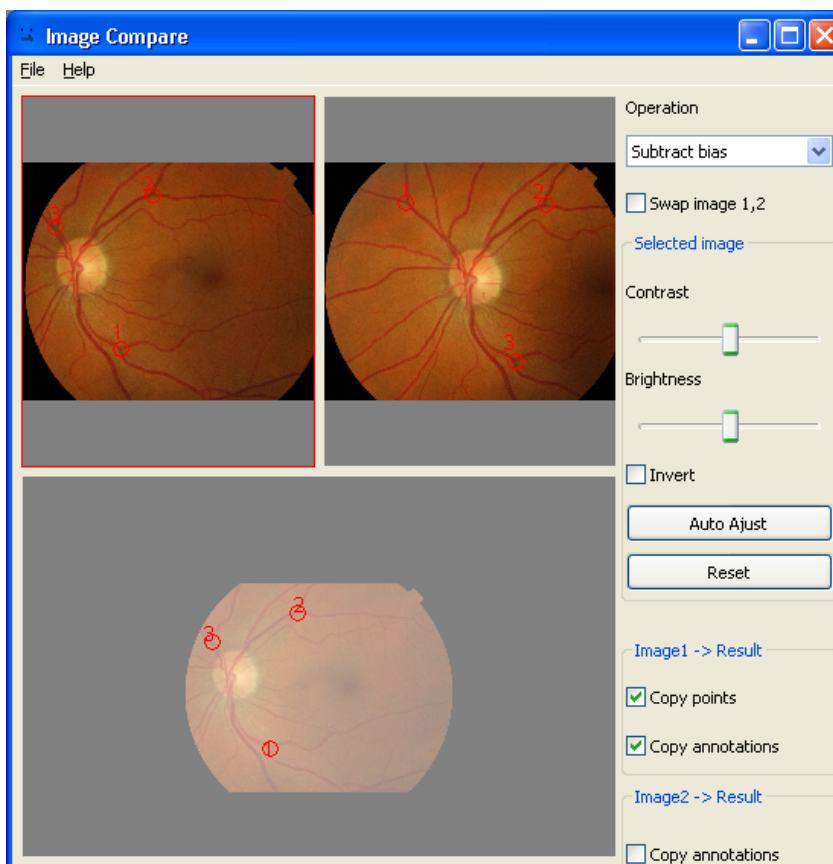 Image Compare
File Help
Operation
Subtract bias
Swap image 1,2
Selected image
Contrast
Brightness
Invert
Auto Ajust
Reset
Image1 -> Result
Copy points
Copy annotations
Image2 -> Result
Copy annotations
2
3
1
1
2
3
2
3
1